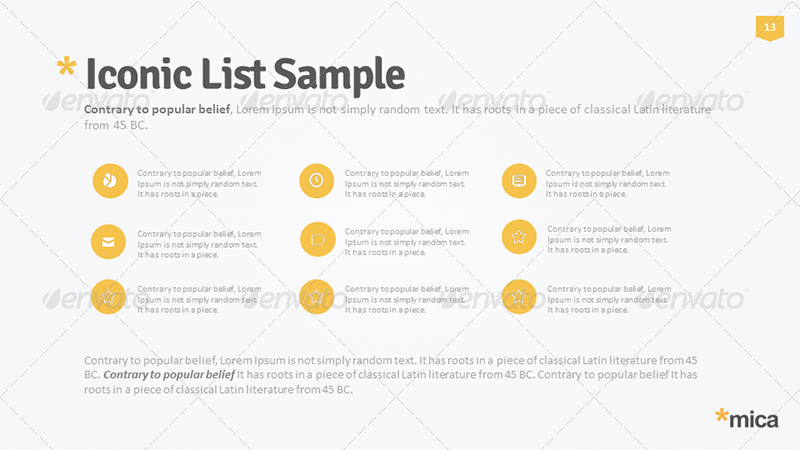 13
* Iconic List Sample
Contrary to popular belief, Lorem Ipsum is not simply random text. It has roots in a piece of classical Latin literature
from 45 BC.
Contrary to popular belief, Lorem
Ipsum is not simply random text.
It has roots in a piece.
Contrary to popular belief, Lorem
Ipsum is not simply random text.
It has roots in a piece.
Contrary to popular belief, Lorem
Ipsum is not simply random text.
It has roots in a piece.
Contrary to popular belief, Lorem
Ipsum is not simply random text.
It has roots in a piece.
Contrary to popular belief, Lorem
Ipsum is not simply random text.
It has roots in a piece.
Contrary to popular belief, Lorem
Ipsum is not simply random text.
It has roots in a piece.
Contrary to popular belief, Lorem
Ipsum is not simply random text.
It has roots in a piece.
Contrary to popular belief, Lorem
Ipsum is not simply random text.
It has roots in a piece.
Contrary to popular belief, Lorem
Ipsum is not simply random text.
It has roots in a piece.
Contrary to popular belief, Lorem Ipsum is not simply random text. It has roots in a piece of classical Latin literature from 45
BC. Contrary to popular belief It has roots in a piece of classical Latin literature from 45 BC. Contrary to popular belief It has
roots in a piece of classical Latin literature from 45 BC.
*mica
envato envato envato envato
envato envato envato envato